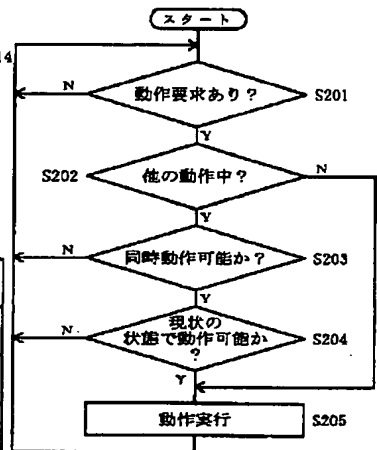 スタート
14
動作要求あり?
N
S201
Y
S202
他の動作中?
N
Y
N
同時動作可能か?
S203
Y
現状の
N
状態で動作可能か
S204
?
Y
動作実行
S205